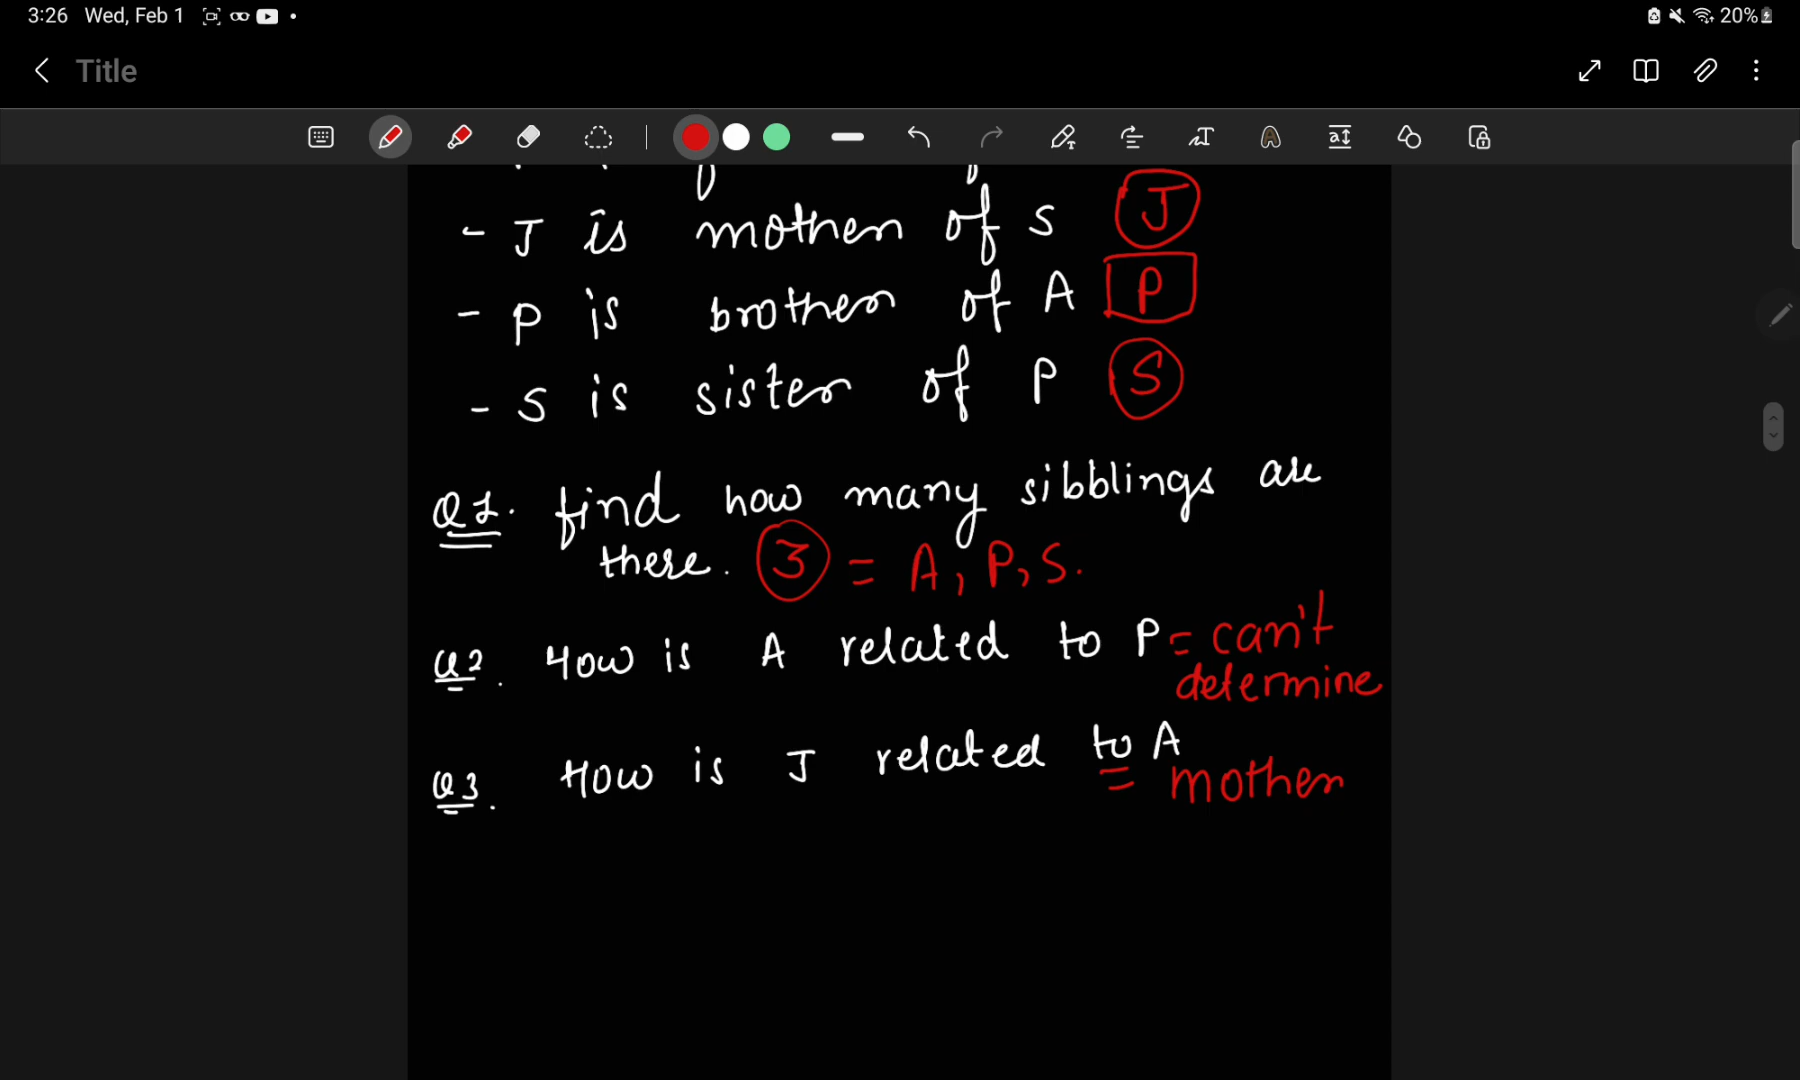 3:26 Wed, Feb 1
20%
Title
- J is mother of S J
- P is brother of A P
- S is sister of P S
Q1. find how many sibblings are
there. 3 = A, P, S.
Q2. How is A related to P = can't
determine
Q3. How is J related to A
= mother